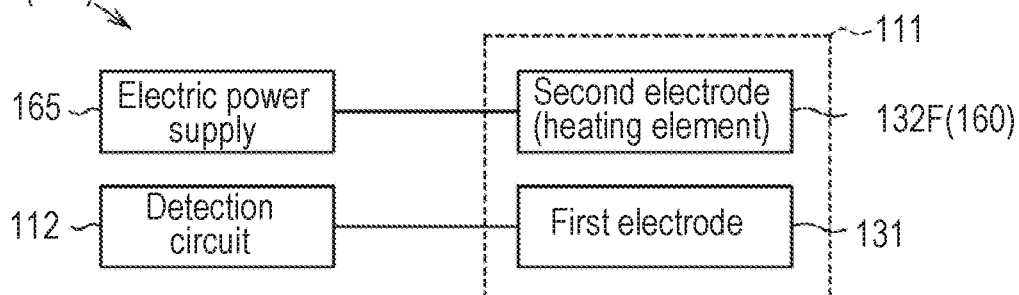 111
165
Electric power
supply
Second electrode
(heating element)
132F(160)
112
Detection
circuit
First electrode
131